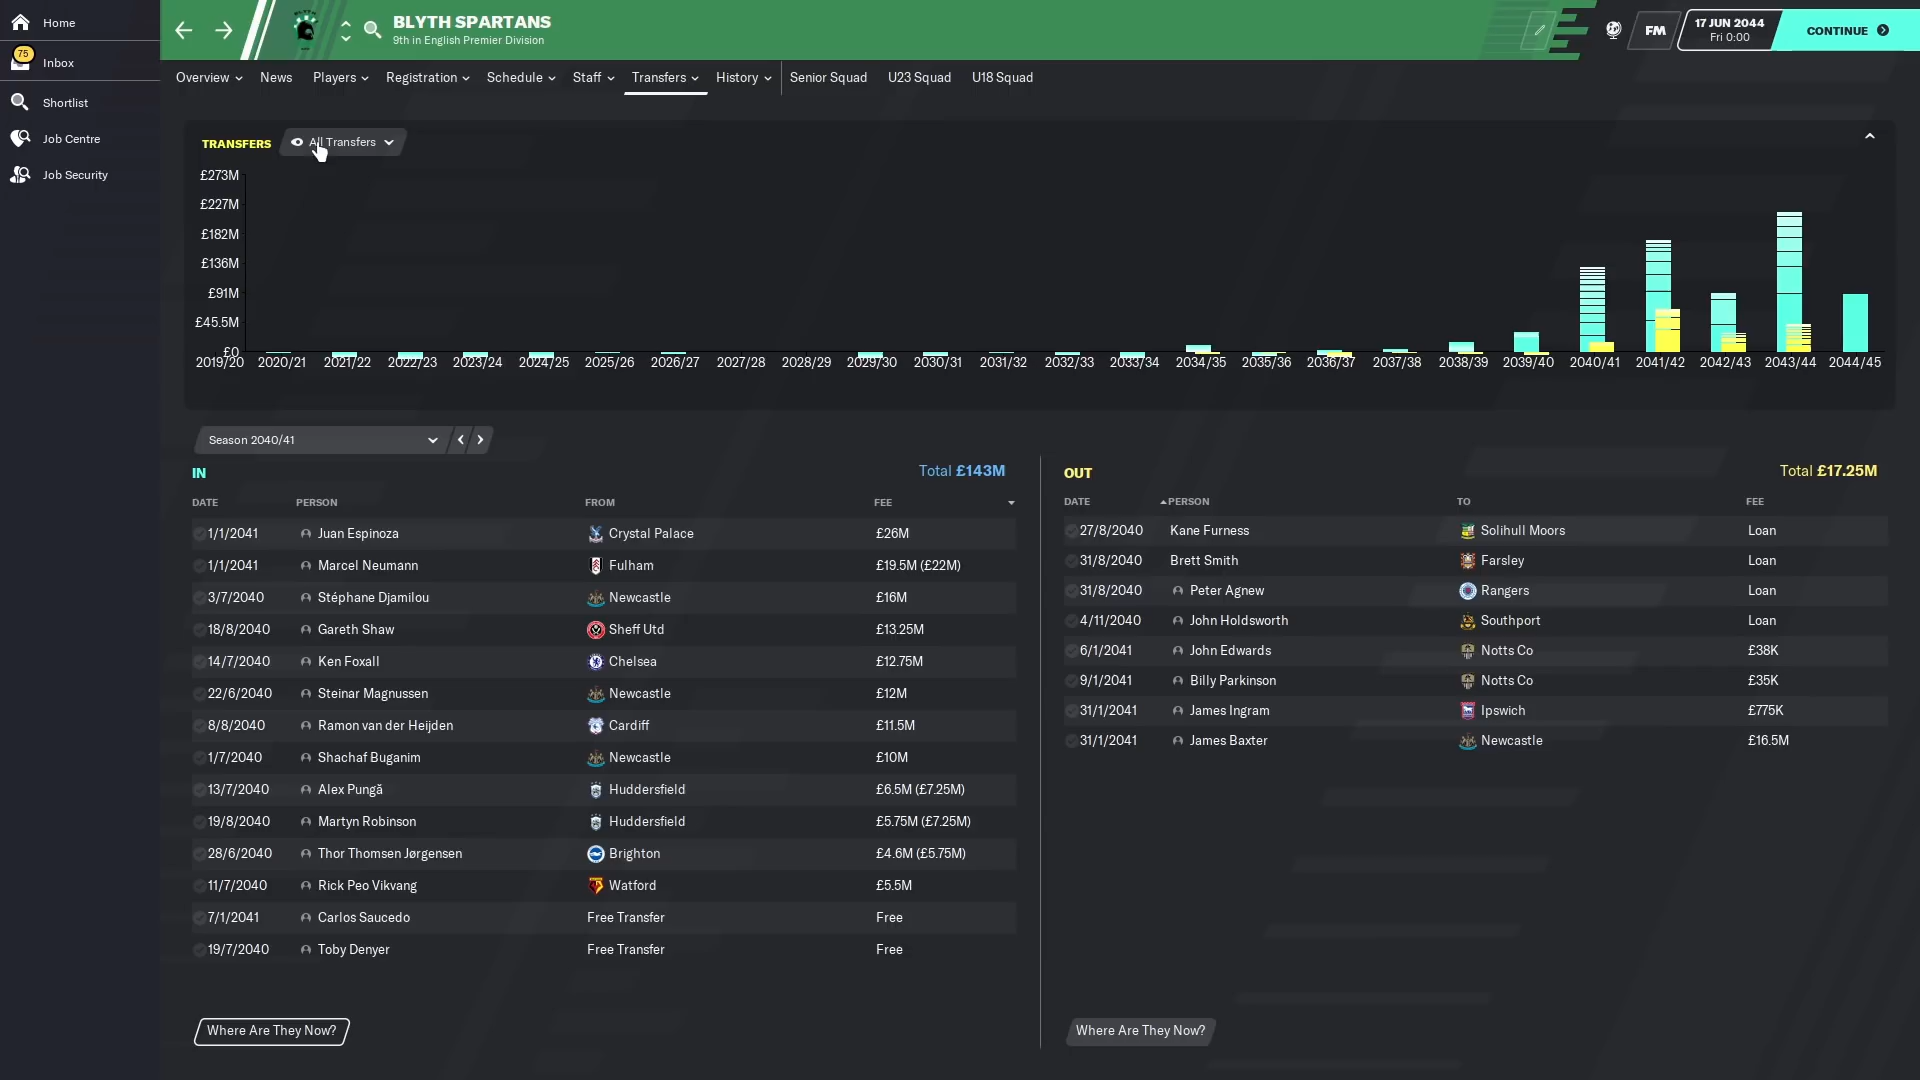 Home
75
Inbox
Shortlist
Job Centre
Job Security
BLYTH SPARTANS
9th in English Premier Division
FM
17 JUN 2044
Fri 0:00
CONTINUE
Overview News Players Registration Schedule Staff Transfers History Senior Squad U23 Squad U18 Squad
TRANSFERS All Transfers
£273M
£227M
£182M
£136M
£91M
£45.5M
£0
2019/20 2020/21 2021/22 2022/23 2023/24 2024/25 2025/26 2026/27 2027/28 2028/29 2029/30 2030/31 2031/32 2032/33 2033/34 2034/35 2035/36 2036/37 2037/38 2038/39 2039/40 2040/41 2041/42 2042/43 2043/44 2044/45
Season 2040/41
IN Total £143M
DATE PERSON FROM FEE
1/1/2041 Juan Espinoza Crystal Palace £26M
1/1/2041 Marcel Neumann Fulham £19.5M (£22M)
3/7/2040 Stéphane Djamilou Newcastle £16M
18/8/2040 Gareth Shaw Sheff Utd £13.25M
14/7/2040 Ken Foxall Chelsea £12.75M
22/6/2040 Steinar Magnussen Newcastle £12M
8/8/2040 Ramon van der Heijden Cardiff £11.5M
1/7/2040 Shachaf Buganim Newcastle £10M
13/7/2040 Alex Pungă Huddersfield £6.5M (£7.25M)
19/8/2040 Martyn Robinson Huddersfield £5.75M (£7.25M)
28/6/2040 Thor Thomsen Jørgensen Brighton £4.6M (£5.75M)
11/7/2040 Rick Peo Vikvang Watford £5.5M
7/1/2041 Carlos Saucedo Free Transfer Free
19/7/2040 Toby Denyer Free Transfer Free
Where Are They Now?
OUT Total £17.25M
DATE PERSON TO FEE
27/8/2040 Kane Furness Solihull Moors Loan
31/8/2040 Brett Smith Farsley Loan
31/8/2040 Peter Agnew Rangers Loan
4/11/2040 John Holdsworth Southport Loan
6/1/2041 John Edwards Notts Co £38K
9/1/2041 Billy Parkinson Notts Co £35K
31/1/2041 James Ingram Ipswich £775K
31/1/2041 James Baxter Newcastle £16.5M
Where Are They Now?